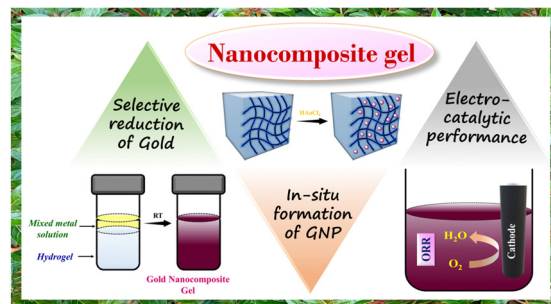 Nanocomposite gel
Selective
reduction
of Gold
HAuCl₄
Electro-
catalytic
performance
In-situ
formation
of GNP
Mixed metal
solution
Hydrogel
RT
Gold Nanocomposite
Gel
ORR
H₂O
O₂
Cathode